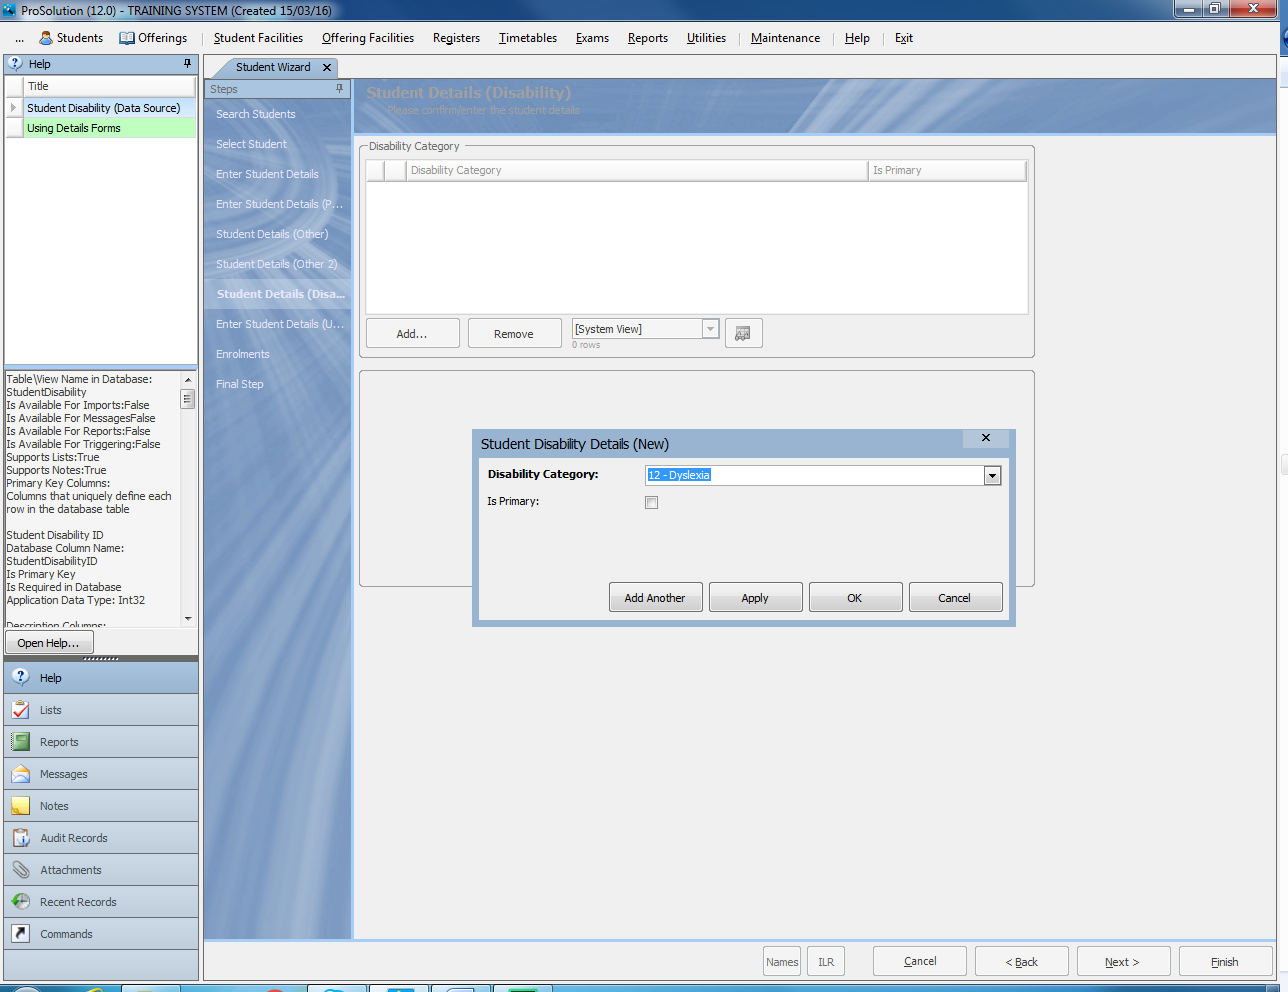 ProSolution (12.0) - TRAINING SYSTEM (Created 15/03/16)
... Students Offerings Student Facilities Offering Facilities Registers Timetables Exams Reports Utilities Maintenance Help Exit
Help
Title
Student Disability (Data Source)
Using Details Forms
Table\View Name in Database:
StudentDisability
Is Available For Imports:False
Is Available For MessagesFalse
Is Available For Reports:False
Is Available For Triggering:False
Supports Lists:True
Supports Notes:True
Primary Key Columns:
Columns that uniquely define each
row in the database table
Student Disability ID
Database Column Name:
StudentDisabilityID
Is Primary Key
Is Required in Database
Application Data Type: Int32
Description Columns:
Open Help...
Help
Lists
Reports
Messages
Notes
Audit Records
Attachments
Recent Records
Commands
Student Wizard
Steps
Search Students
Select Student
Enter Student Details
Enter Student Details (P...
Student Details (Other)
Student Details (Other 2)
Student Details (Disa...
Enter Student Details (U...
Enrolments
Final Step
Student Details (Disability)
Please confirm/enter the student details
Disability Category
Disability Category Is Primary
Add... Remove [System View]
0 rows
Student Disability Details (New)
Disability Category: 12 - Dyslexia
Is Primary:
Add Another Apply OK Cancel
Names ILR Cancel < Back Next > Finish